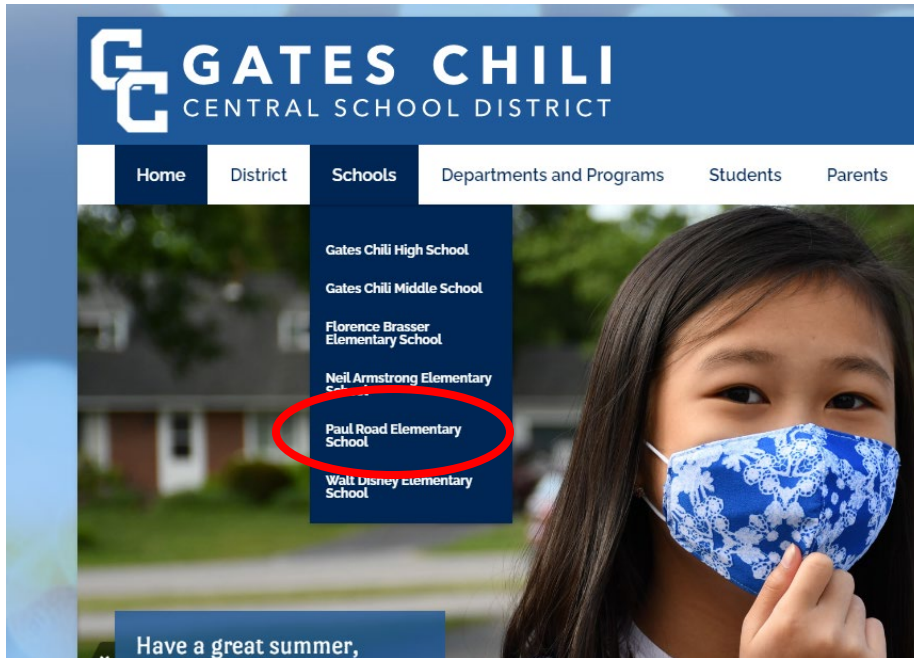 GC
GATES CHILI
CENTRAL SCHOOL DISTRICT
Home District Schools Departments and Programs Students Parents
Gates Chili High School
Gates Chili Middle School
Florence Brasser
Elementary School
Neil Armstrong Elementary
School
Paul Road Elementary
School
Walt Disney Elementary
School
Have a great summer,